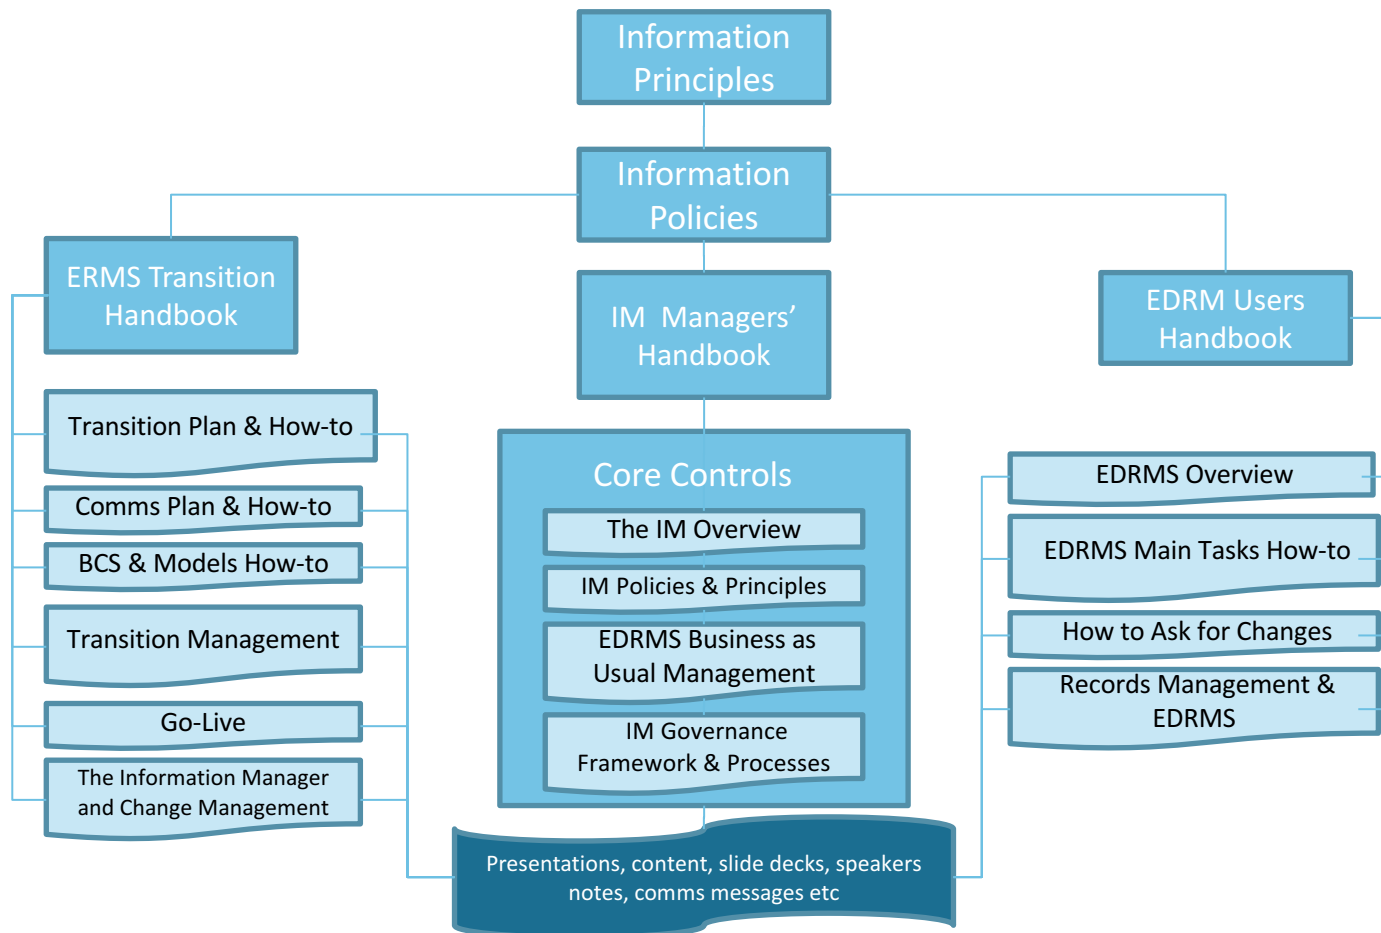 Information
Principles
Information
Policies
ERMS Transition
Handbook
IM  Managers’
Handbook
EDRM Users
Handbook
Transition Plan & How-to
Comms Plan & How-to
BCS & Models How-to
Transition Management
Go-Live
The Information Manager
and Change Management
Core Controls
The IM Overview
IM Policies & Principles
EDRMS Business as
Usual Management
IM Governance
Framework & Processes
EDRMS Overview
EDRMS Main Tasks How-to
How to Ask for Changes
Records Management &
EDRMS
Presentations, content, slide decks, speakers
notes, comms messages etc